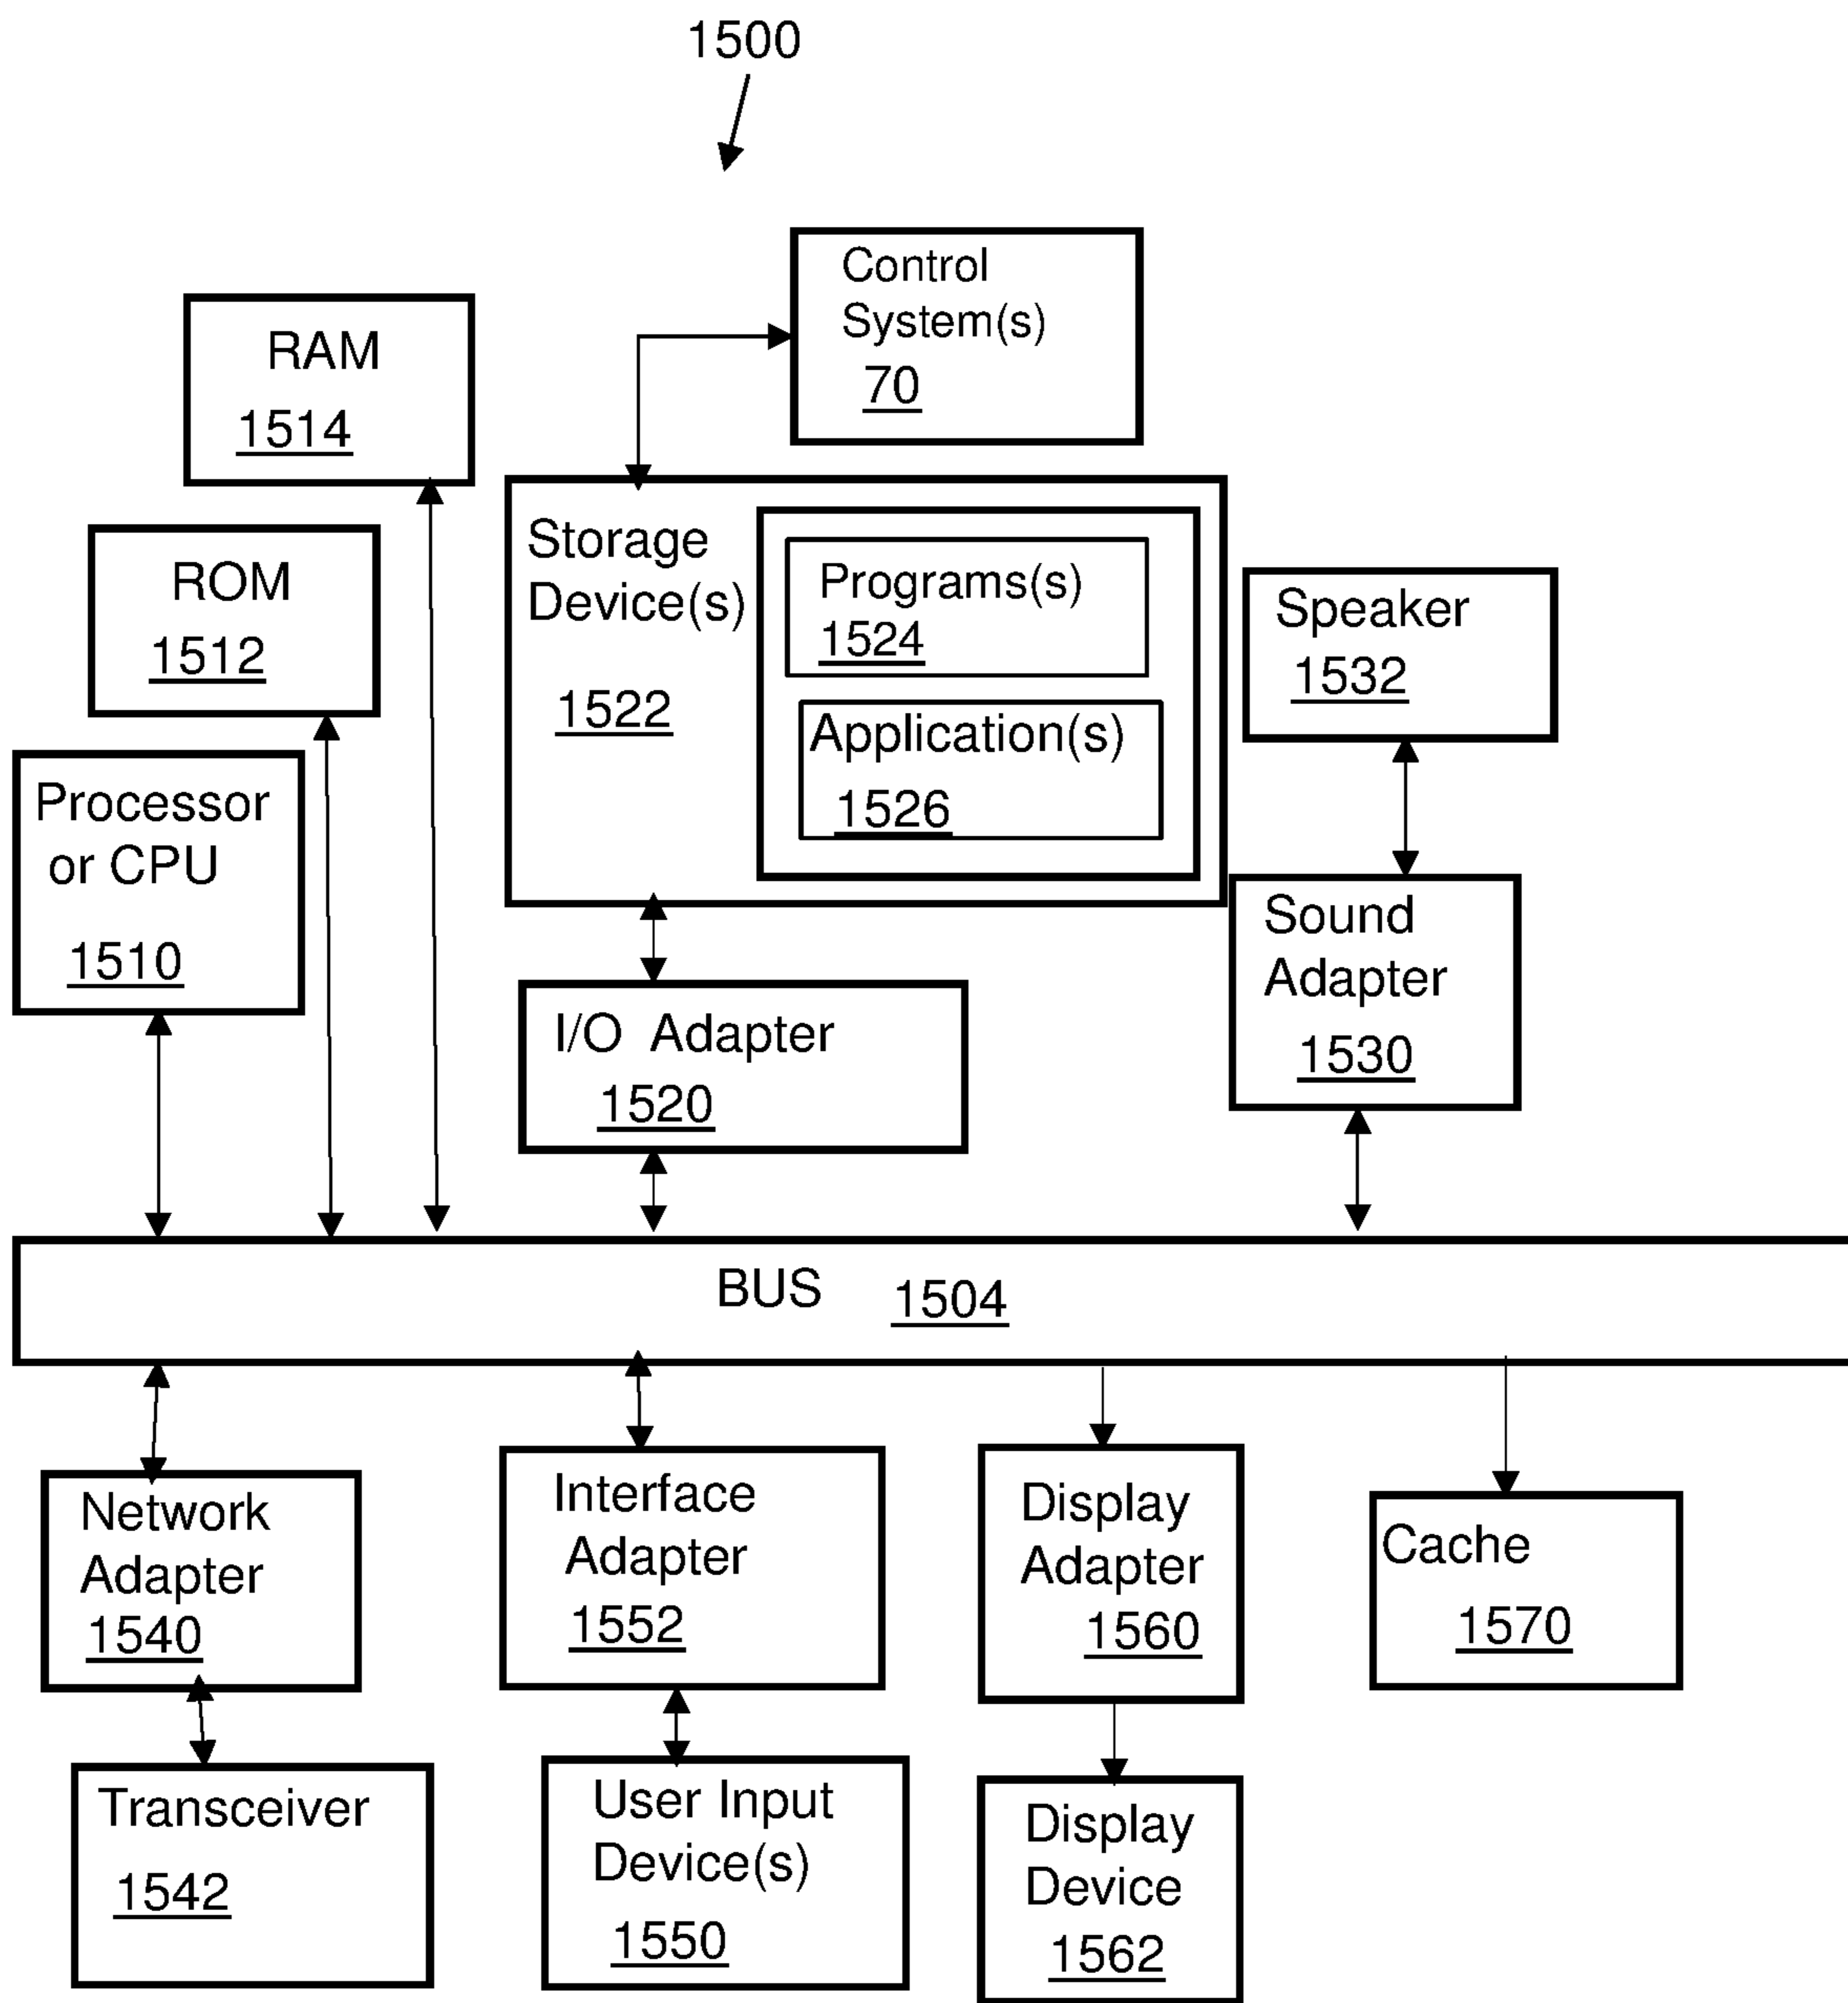 1500
Control
System(s)
70
RAM
1514
Storage
Device(s)
1522
Programs(s)
1524
Application(s)
1526
ROM
1512
Speaker
1532
Processor
or CPU
1510
Sound
Adapter
1530
I/O Adapter
1520
BUS 1504
Network
Adapter
1540
Interface
Adapter
1552
Display
Adapter
1560
Cache
1570
Transceiver
1542
User Input
Device(s)
1550
Display
Device
1562